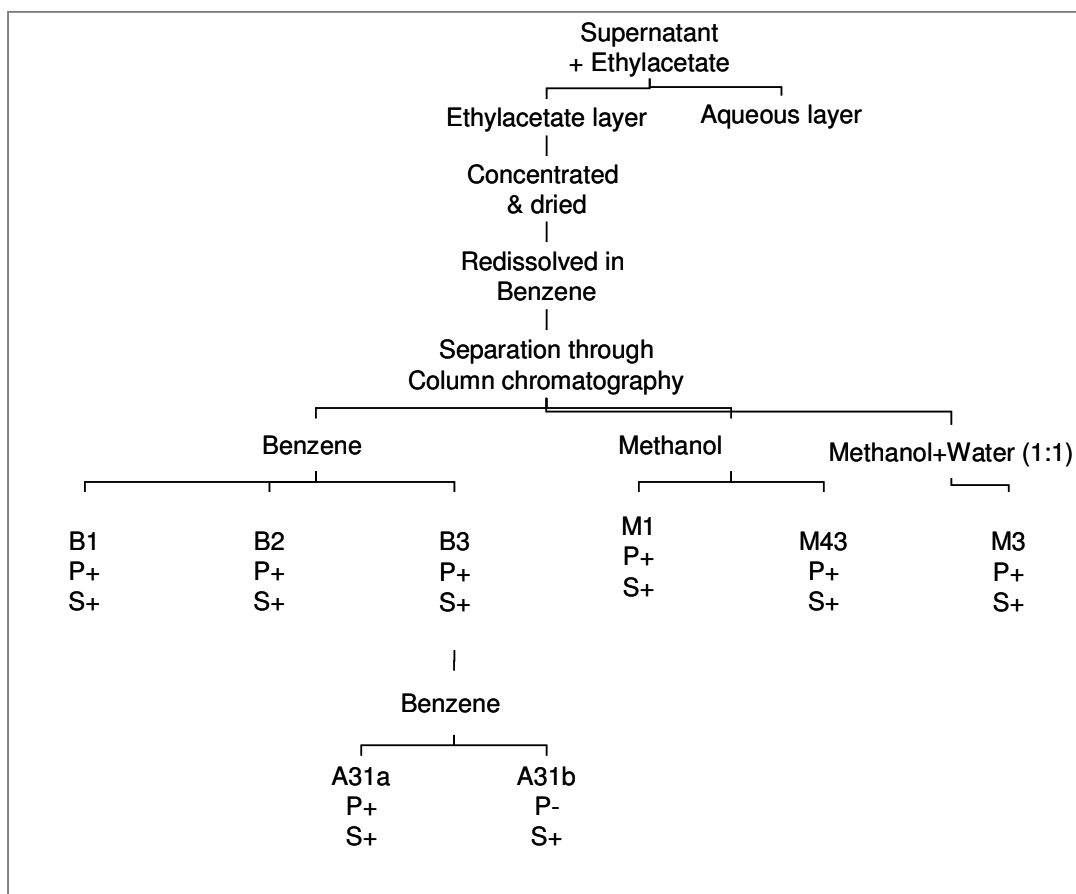 Supernatant
+ Ethylacetate
Ethylacetate layer
Aqueous layer
Concentrated
& dried
Redissolved in
Benzene
Separation through
Column chromatography
Benzene
Methanol
Methanol+Water (1:1)
B1
P+
S+
B2
P+
S+
B3
P+
S+
M1
P+
S+
M43
P+
S+
M3
P+
S+
Benzene
A31a
P+
S+
A31b
P-
S+